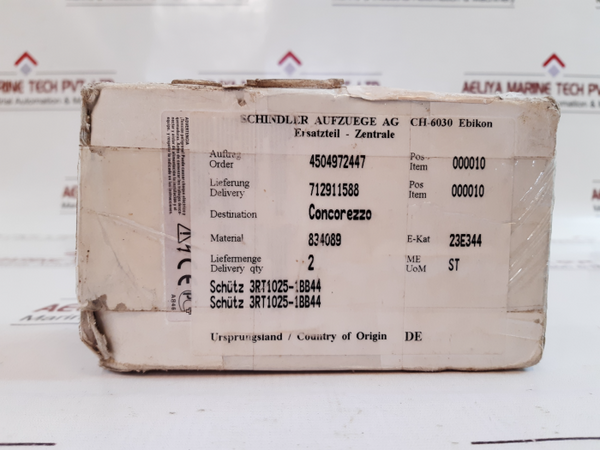 SCHINDLER AUFZUEGE AG CH-6030 Ebikon
Ersatzteil - Zentrale
Auftrag
Order 4504972447 Pos
Item 000010
Lieferung
Delivery 712911588 Pos
Item 000010
Destination Concorezzo
Material 834089 E-Kat 23E344
Liefermenge
Delivery qty 2 ME
UoM ST
Schütz 3RT1025-1BB44
Schütz 3RT1025-1BB44
Ursprungsland / Country of Origin DE
AELIYA MARINE TECH PVT